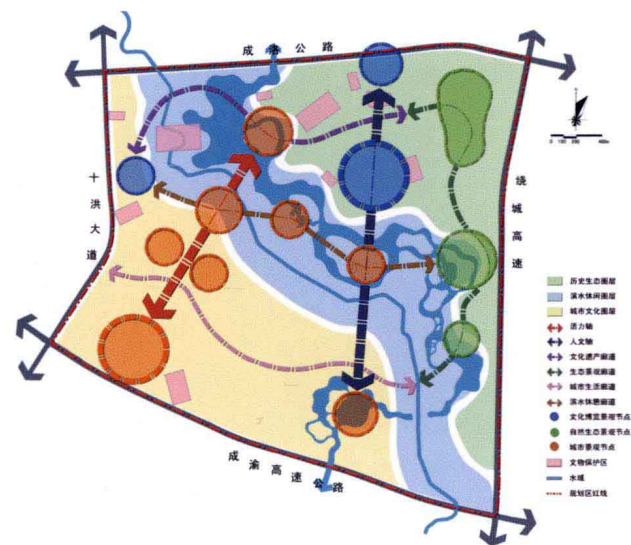 成洛公路
十洪大道
绕城高速
成渝高速公路
历史生态圈层
滨水休闲圈层
城市文化圈层
活力轴
人文轴
文化遗产廊道
生态景观廊道
城市生活廊道
滨水休憩廊道
文化博览景观节点
自然生态景观节点
城市景观节点
文物保护区
水域
规划区红线